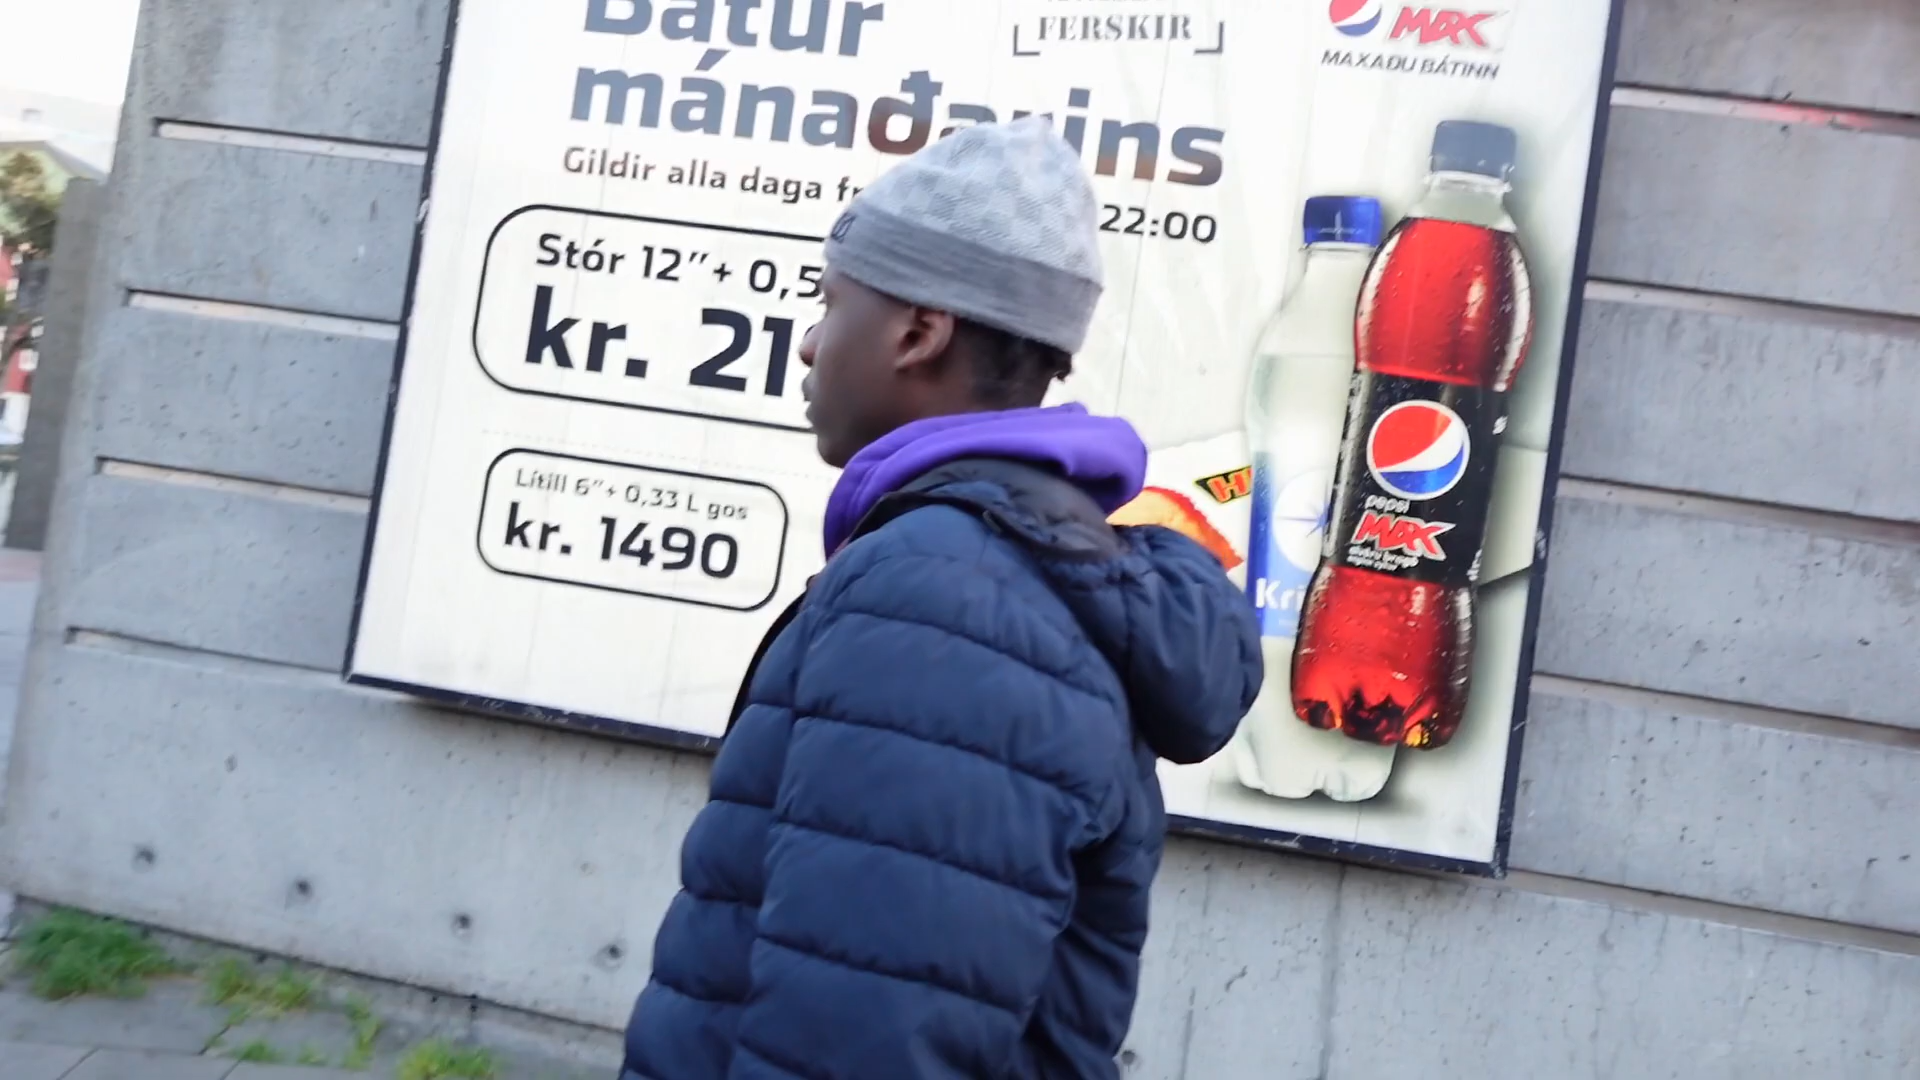 Bátur
mánaðarins
FERSKIR
MAX
MAXAÐU BÁTINN
Gildir alla daga
22:00
Stór 12"+ 0,5
kr. 21
Lítill 6"+ 0,33 L gos
kr. 1490
pepsi
MAX